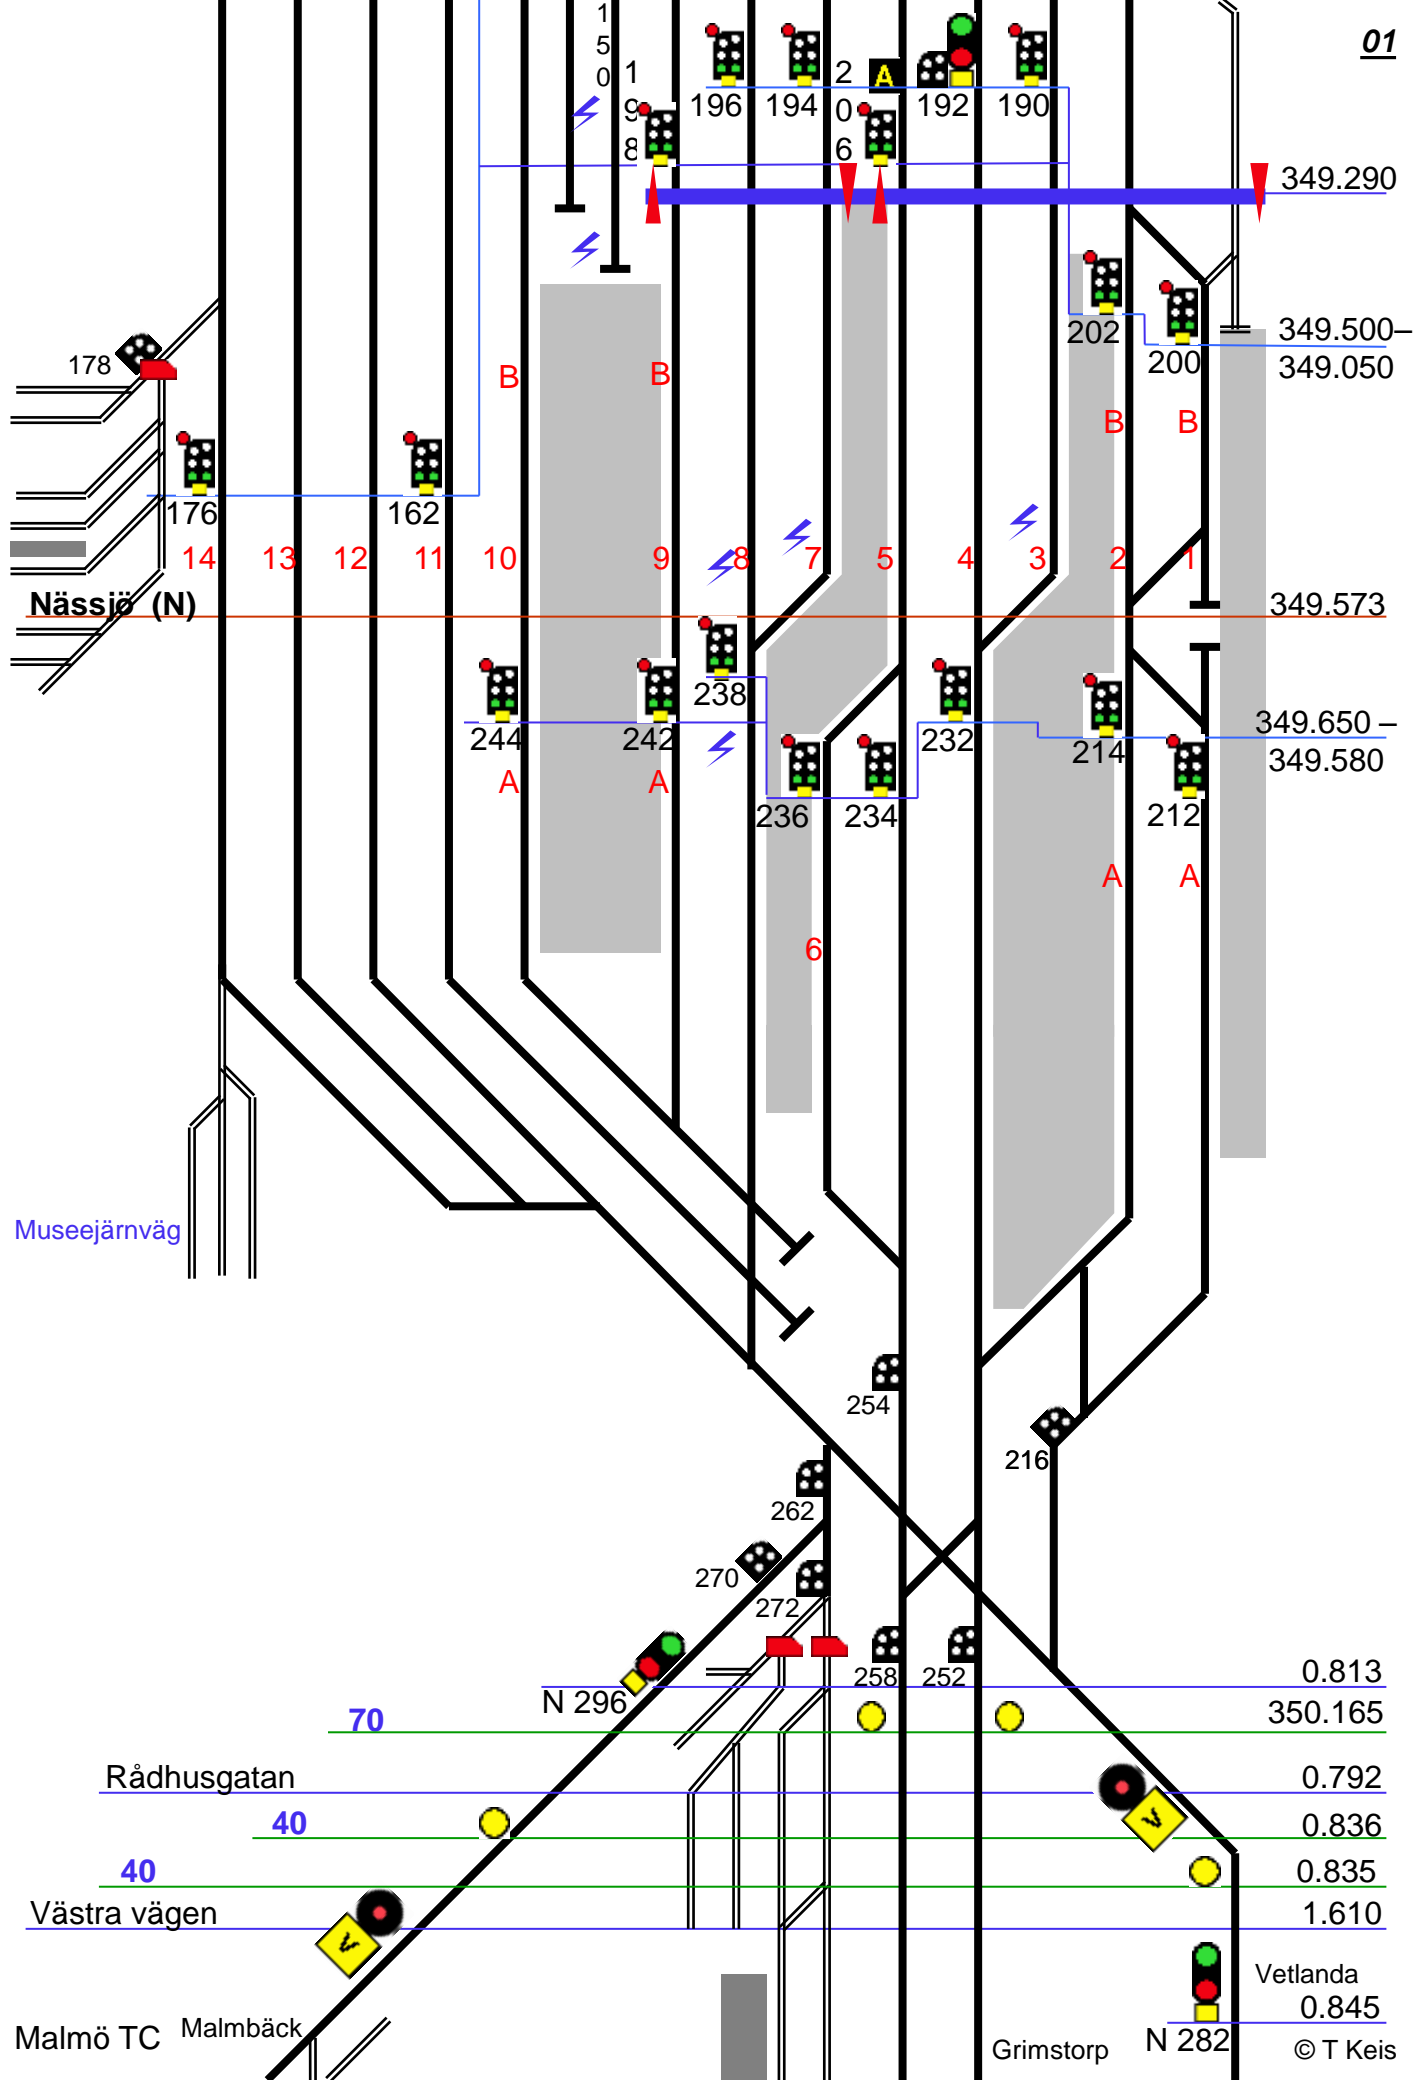 01
150
198
196
194
206
A
192
190
349.290
202
200
349.500–
349.050
178
B
B
B
B
176
162
14
13
12
11
10
9
8
7
5
4
3
2
1
Nässjö (N)
349.573
238
244
242
232
214
349.650 –
349.580
A
A
236
234
212
A
A
6
Museejärnväg
254
216
262
270
272
258
252
0.813
N 296
70
350.165
Rådhusgatan
0.792
V
40
0.836
40
0.835
Västra vägen
1.610
V
Vetlanda
0.845
Malmö TC
Malmbäck
Grimstorp
N 282
© T Keis